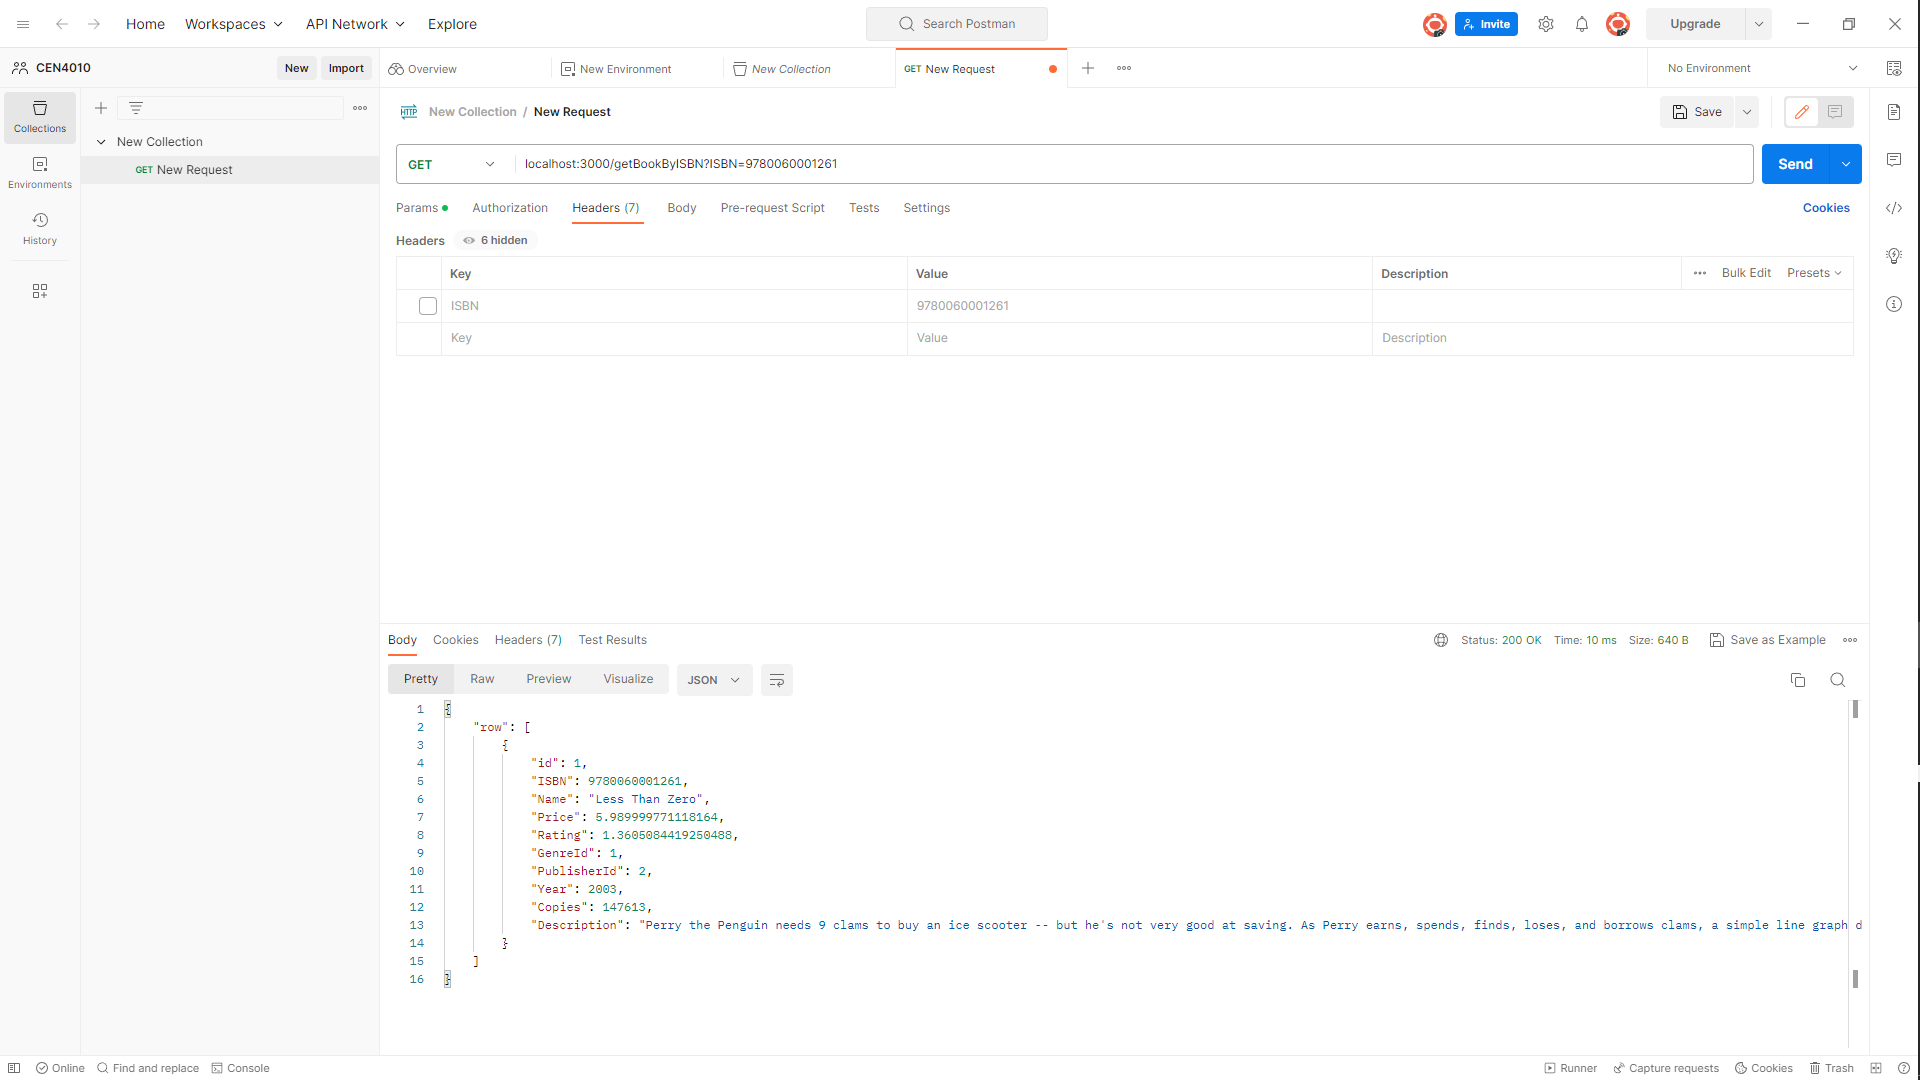 Home Workspaces API Network Explore Search Postman Invite Upgrade
CEN4010 New Import Overview New Environment New Collection GET New Request No Environment
Collections
Environments
History
New Collection
GET New Request
HTTP New Collection / New Request Save
GET localhost:3000/getBookByISBN?ISBN=9780060001261 Send
Params Authorization Headers (7) Body Pre-request Script Tests Settings Cookies
Headers 6 hidden
Key Value Description Bulk Edit Presets
ISBN 9780060001261
Key Value Description
Body Cookies Headers (7) Test Results Status: 200 OK Time: 10 ms Size: 640 B Save as Example
Pretty Raw Preview Visualize JSON
1 {
2 "row": [
3 {
4 "id": 1,
5 "ISBN": 9780060001261,
6 "Name": "Less Than Zero",
7 "Price": 5.989999771118164,
8 "Rating": 1.3605084419250488,
9 "GenreId": 1,
10 "PublisherId": 2,
11 "Year": 2003,
12 "Copies": 147613,
13 "Description": "Perry the Penguin needs 9 clams to buy an ice scooter -- but he's not very good at saving. As Perry earns, spends, finds, loses, and borrows clams, a simple line graph d
14 }
15 ]
16 }
Online Find and replace Console Runner Capture requests Cookies Trash